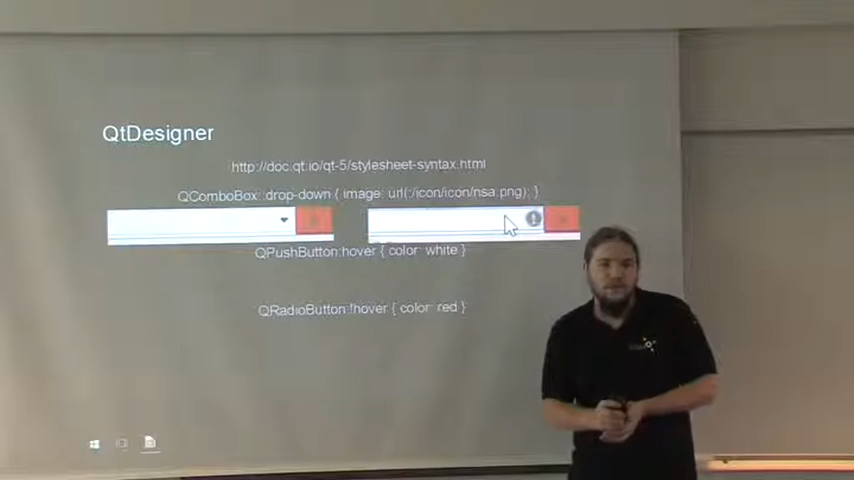 QtDesigner
http://doc.qt.io/qt-5/stylesheet-syntax.html
QComboBox::drop-down { image: url(:/icon/icon/nsa.png); }
QPushButton:hover { color: white }
QRadioButton:!hover { color: red }